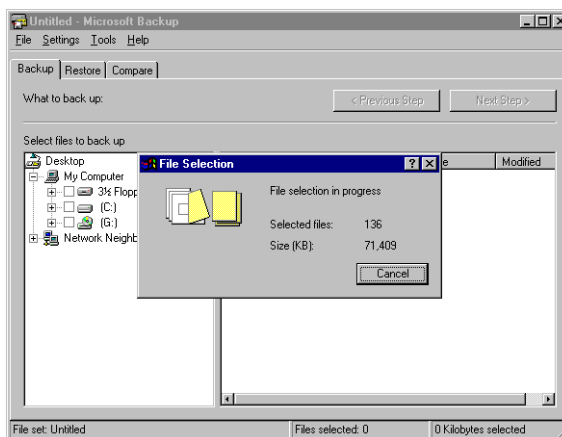 Untitled - Microsoft Backup
File Settings Tools Help
Backup Restore Compare
What to back up:
< Previous Step
Next Step >
Select files to back up
Desktop
My Computer
3½ Flopp
(C:)
(G:)
Network Neighb
e
Modified
File Selection
File selection in progress
Selected files: 136
Size (KB): 71,409
Cancel
File set: Untitled
Files selected: 0
0 Kilobytes selected